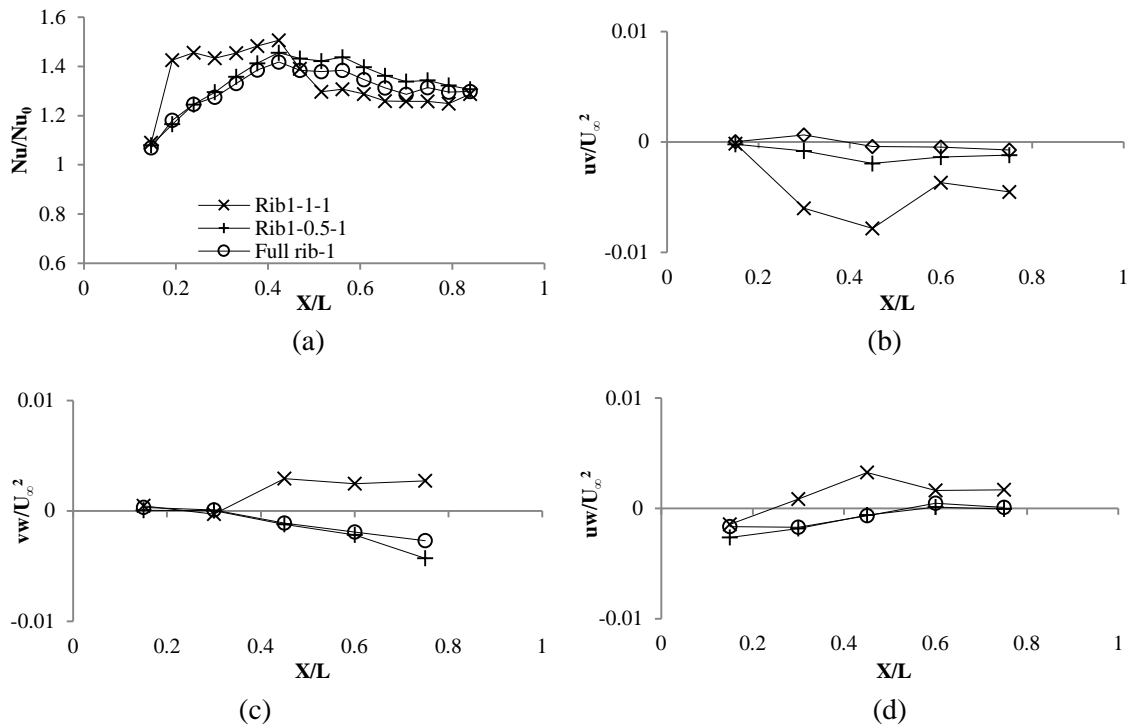 1.6
1.4
1.2
1
0.8
0.6
Nu/Nu₀
Rib1-1-1
Rib1-0.5-1
Full rib-1
0 0.2 0.4 0.6 0.8 1
X/L
(a)
0.01
0
-0.01
uv/U∞²
0 0.2 0.4 0.6 0.8 1
X/L
(b)
0.01
0
-0.01
vw/U∞²
0 0.2 0.4 0.6 0.8 1
X/L
(c)
0.01
0
-0.01
uw/U∞²
0 0.2 0.4 0.6 0.8 1
X/L
(d)